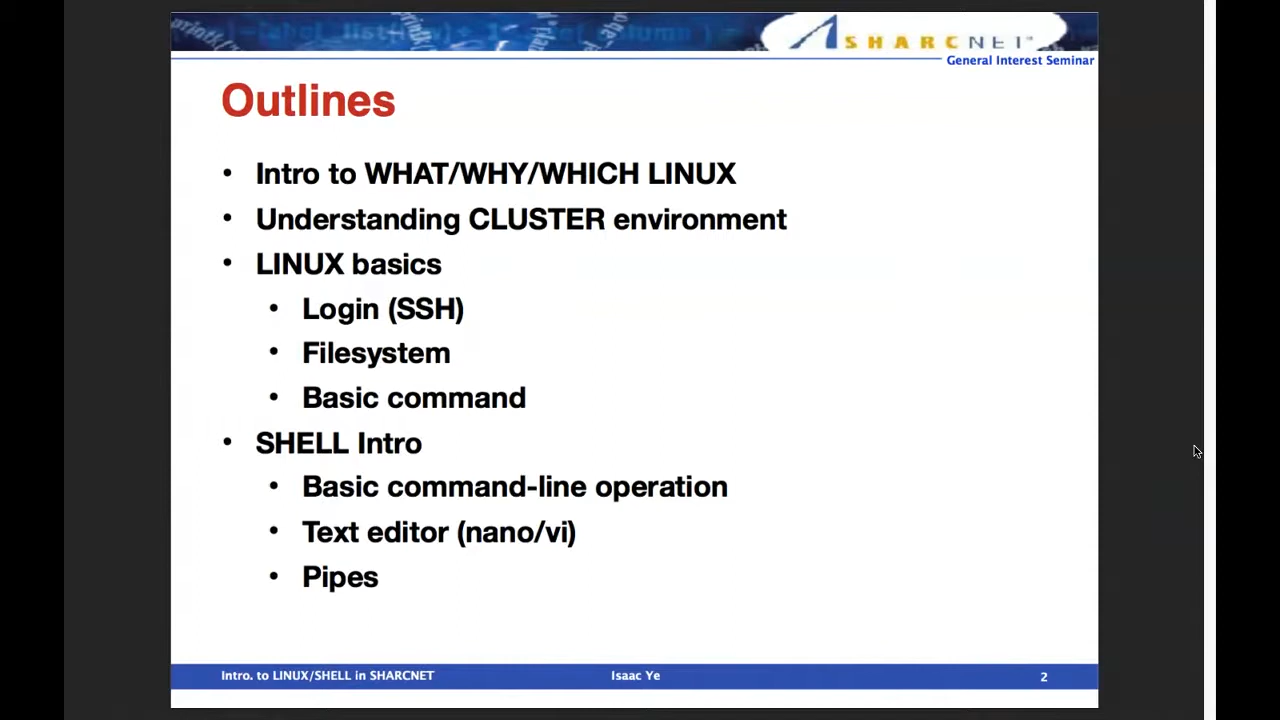 SHARCNET
General Interest Seminar
Outlines
• Intro to WHAT/WHY/WHICH LINUX
• Understanding CLUSTER environment
• LINUX basics
• Login (SSH)
• Filesystem
• Basic command
• SHELL Intro
• Basic command-line operation
• Text editor (nano/vi)
• Pipes
Intro. to LINUX/SHELL in SHARCNET Isaac Ye 2